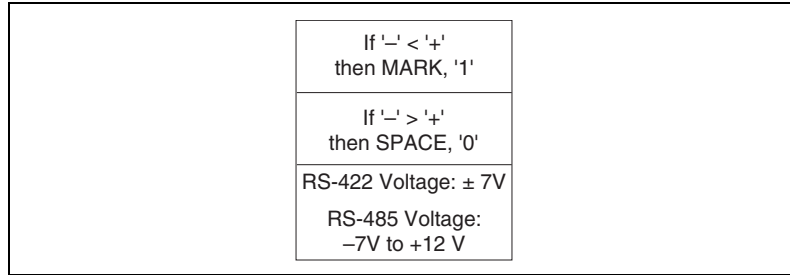 If '–' < '+'
then MARK, '1'
If '–' > '+'
then SPACE, '0'
RS-422 Voltage: ± 7V
RS-485 Voltage:
–7V to +12 V